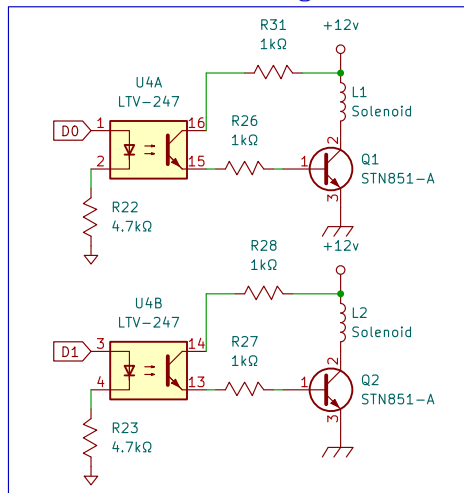 R31
1kΩ
+12v
U4A
LTV-247
L1
Solenoid
D0
1
16
R26
1kΩ
2
15
1
2
3
Q1
STN851-A
R22
4.7kΩ
R28
1kΩ
+12v
U4B
LTV-247
L2
Solenoid
D1
3
14
R27
1kΩ
4
13
1
2
3
Q2
STN851-A
R23
4.7kΩ